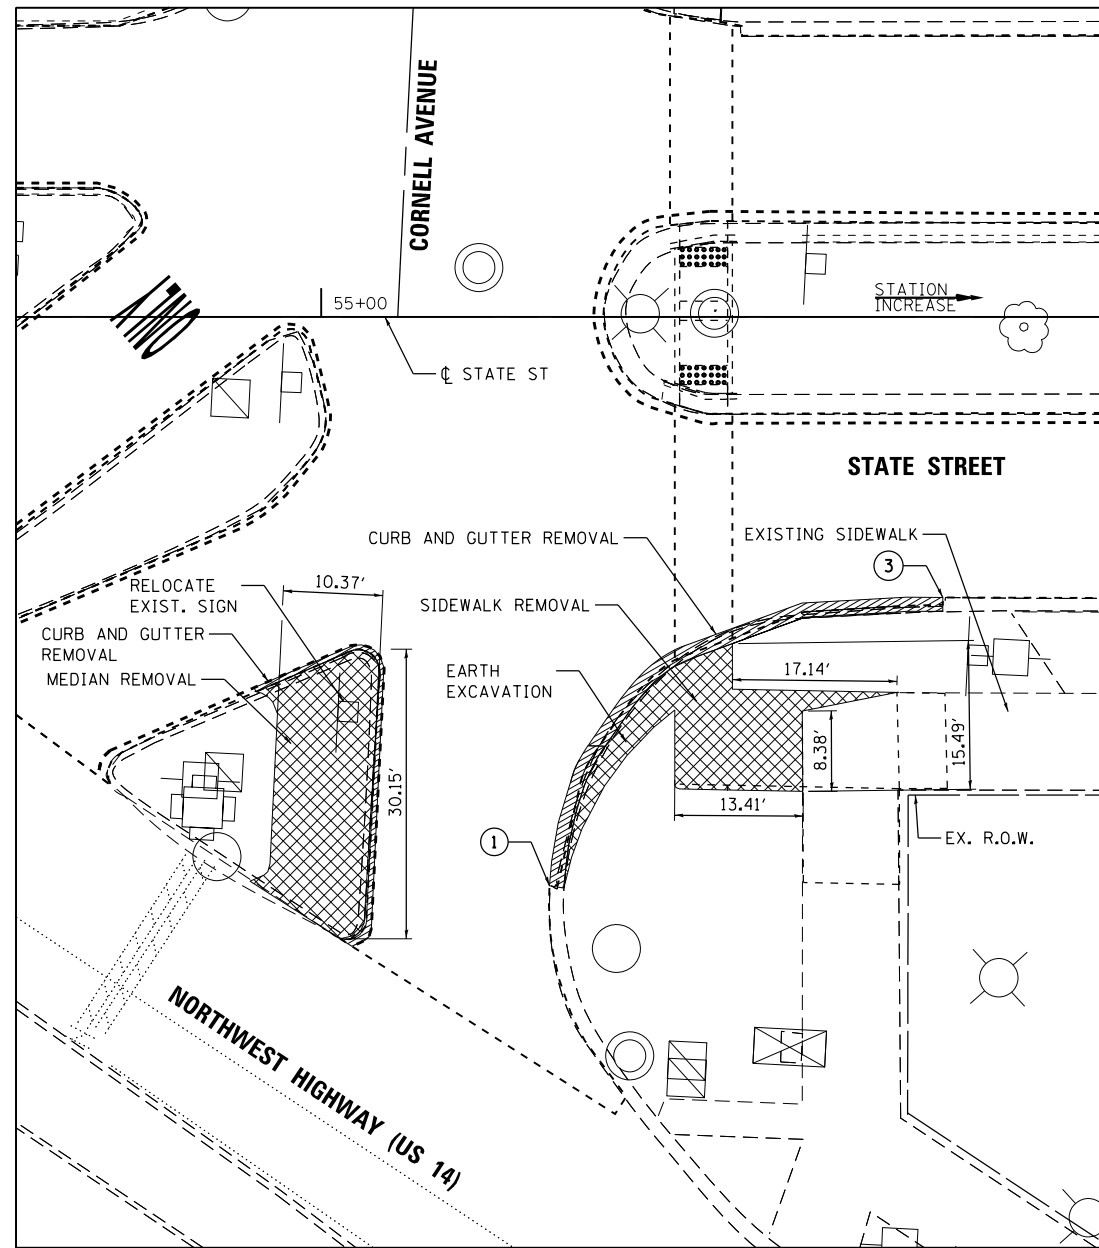 CORNELL AVENUE
55+00
STATION
INCREASE
℄ STATE ST
STATE STREET
CURB AND GUTTER REMOVAL
EXISTING SIDEWALK
3
10.37'
RELOCATE
EXIST. SIGN
SIDEWALK REMOVAL
CURB AND GUTTER
REMOVAL
EARTH
EXCAVATION
MEDIAN REMOVAL
17.14'
15.49'
8.38'
30.15'
13.41'
1
EX. R.O.W.
NORTHWEST HIGHWAY (US 14)